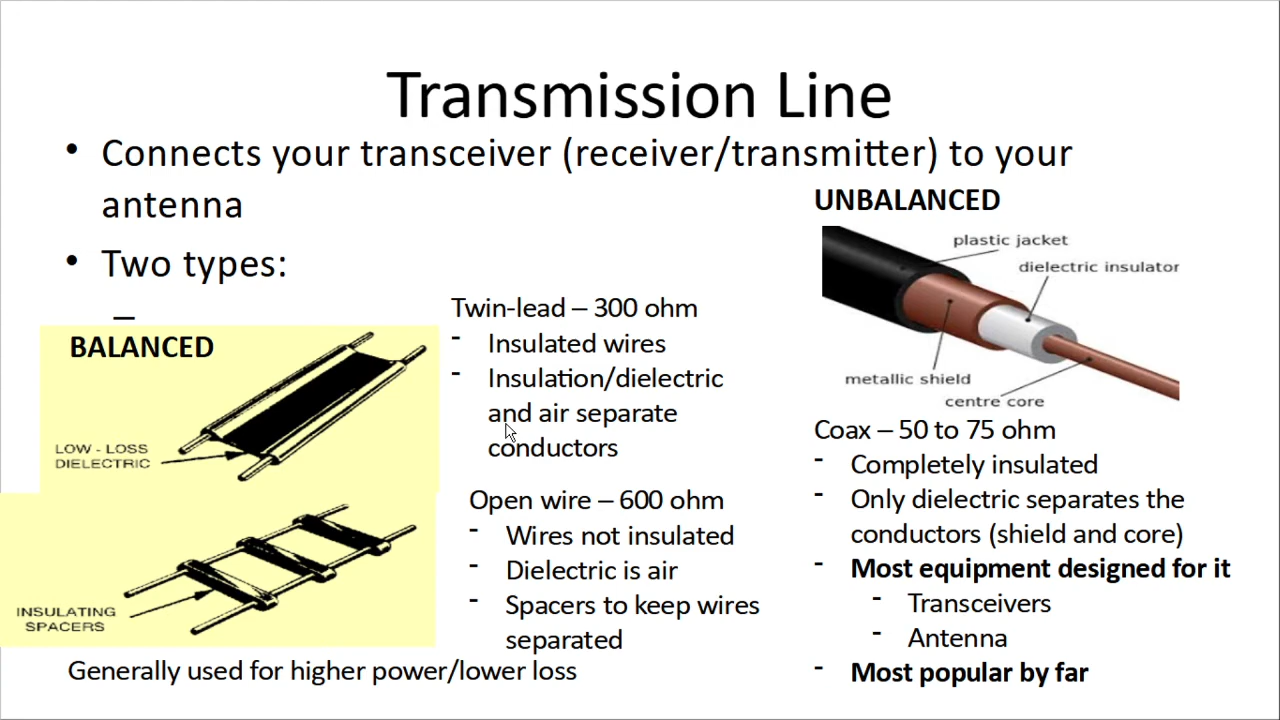 Transmission Line
• Connects your transceiver (receiver/transmitter) to your
antenna
• Two types:
–
BALANCED
LOW - LOSS
DIELECTRIC
INSULATING
SPACERS
Generally used for higher power/lower loss
Twin-lead – 300 ohm
- Insulated wires
- Insulation/dielectric
and air separate
conductors
Open wire – 600 ohm
- Wires not insulated
- Dielectric is air
- Spacers to keep wires
separated
UNBALANCED
plastic jacket
dielectric insulator
metallic shield
centre core
Coax – 50 to 75 ohm
- Completely insulated
- Only dielectric separates the
conductors (shield and core)
- Most equipment designed for it
- Transceivers
- Antenna
- Most popular by far